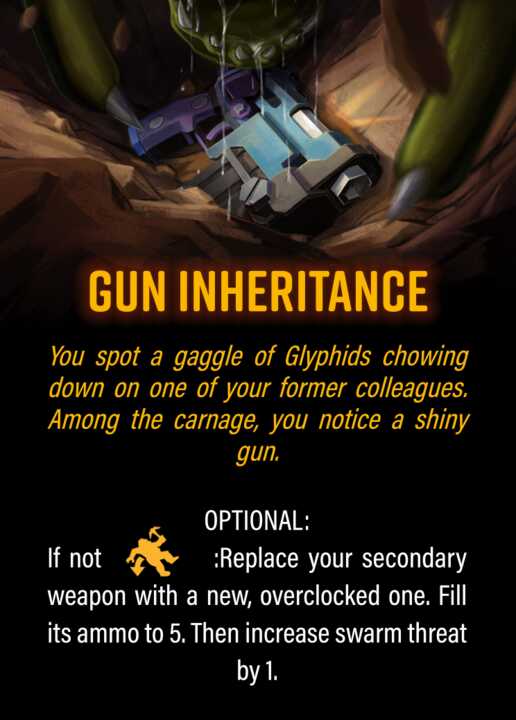 GUN INHERITANCE
You spot a gaggle of Glyphids chowing
down on one of your former colleagues.
Among the carnage, you notice a shiny
gun.
OPTIONAL:
If not :Replace your secondary
weapon with a new, overclocked one. Fill
its ammo to 5. Then increase swarm threat
by 1.